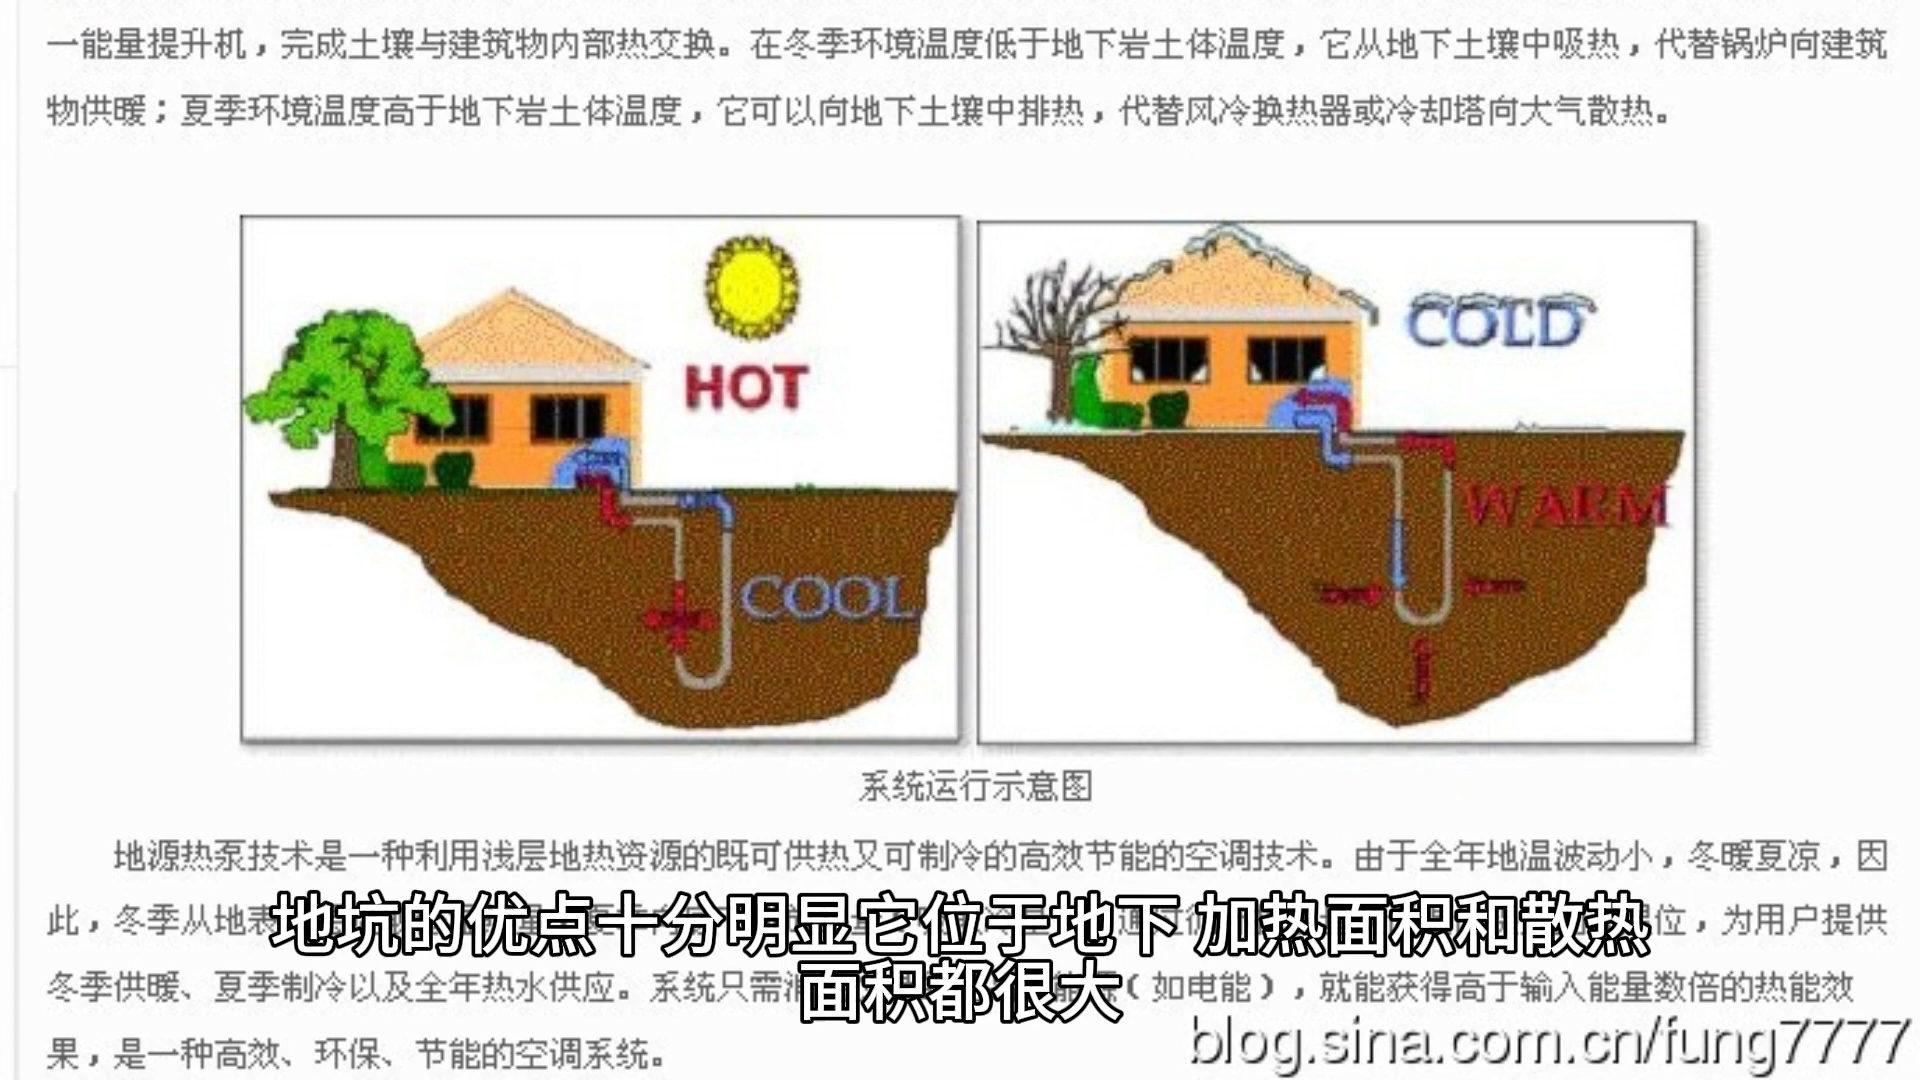 一能量提升机，完成土壤与建筑物内部热交换。在冬季环境温度低于地下岩土体温度，它从地下土壤中吸热，代替锅炉向建筑
物供暖；夏季环境温度高于地下岩土体温度，它可以向地下土壤中排热，代替风冷换热器或冷却塔向大气散热。
HOT
COOL
COLD
WARM
系统运行示意图
地源热泵技术是一种利用浅层地热资源的既可供热又可制冷的高效节能的空调技术。由于全年地温波动小，冬暖夏凉，因
此，冬季从地表
位，为用户提供
冬季供暖、夏季制冷以及全年热水供应。系统只需
（如电能），就能获得高于输入能量数倍的热能效
果，是一种高效、环保、节能的空调系统。
地坑的优点十分明显它位于地下 加热面积和散热
面积都很大
blog.sina.com.cn/fung7777